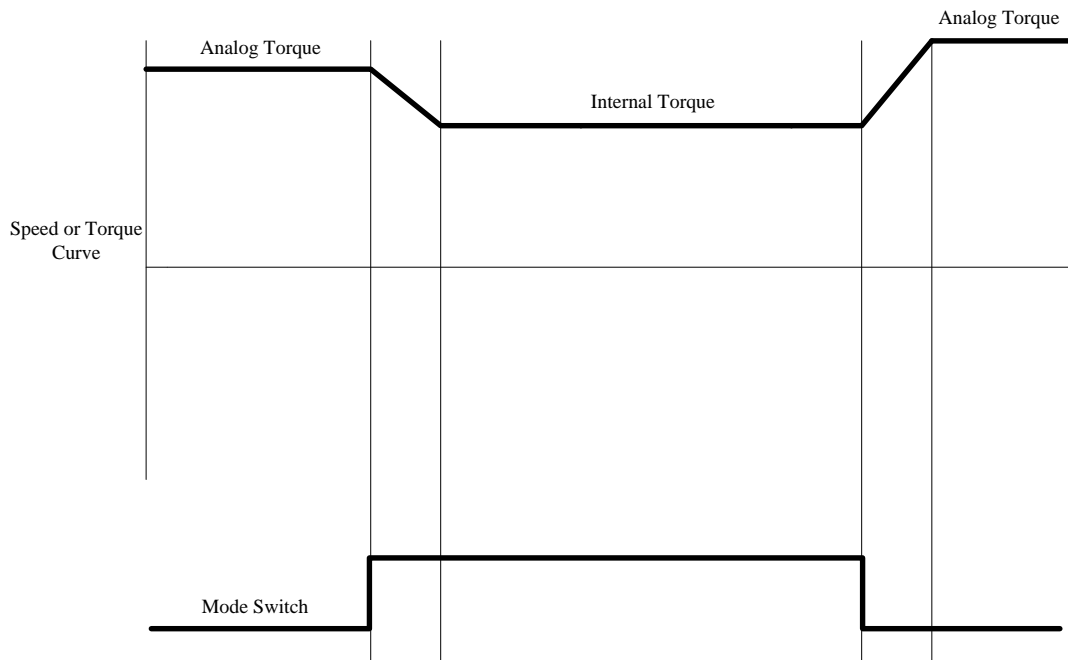 Analog Torque
Analog Torque
Internal Torque
Speed or Torque
Curve
Mode Switch